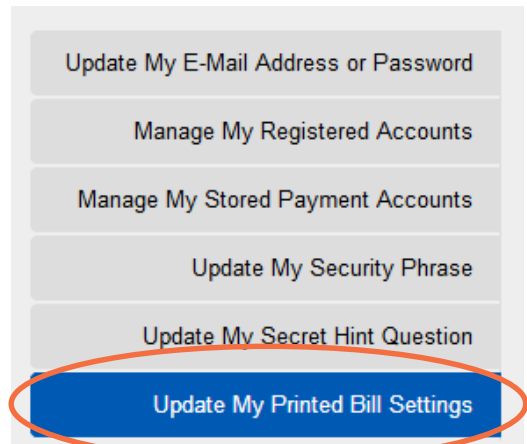 Update My E-Mail Address or Password
Manage My Registered Accounts
Manage My Stored Payment Accounts
Update My Security Phrase
Update My Secret Hint Question
Update My Printed Bill Settings